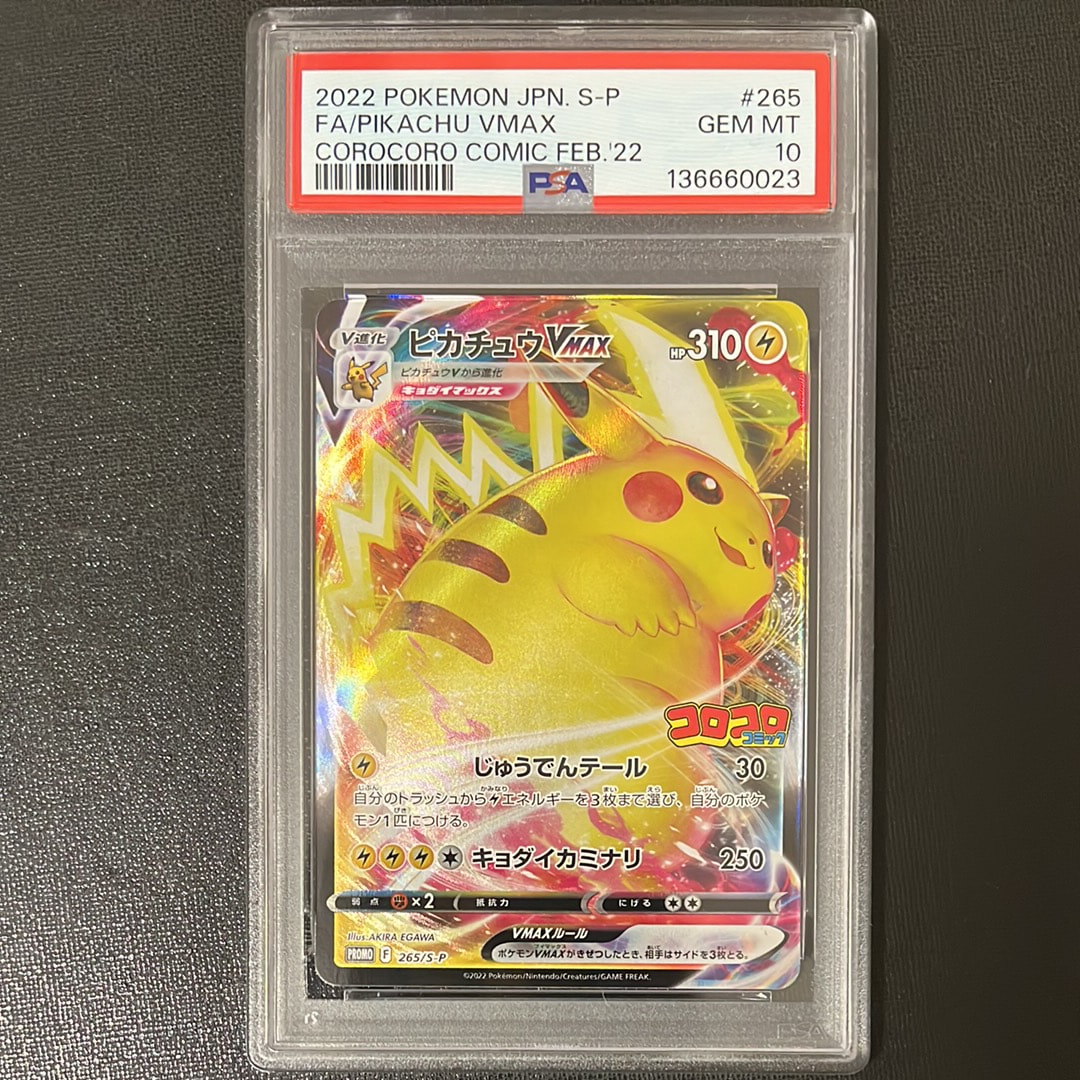 2022 POKEMON JPN. S-P #265
FA/PIKACHU VMAX GEM MT
COROCORO COMIC FEB.'22 10
PSA 136660023
V進化 ピカチュウVMAX HP310
ピカチュウVから進化
キョダイマックス
コロコロ
コミック
じゅうでんテール 30
自分のトラッシュからエネルギーを3枚まで選び、自分のポケ
モン1匹につける。
キョダイカミナリ 250
弱点 ×2 抵抗力 にげる
Illus.AKIRA EGAWA
VMAXルール
PROMO F 265/S-P
ポケモンVMAXがきぜつしたとき、相手はサイドを3枚とる。
©2022 Pokémon/Nintendo/Creatures/GAME FREAK.
PSA